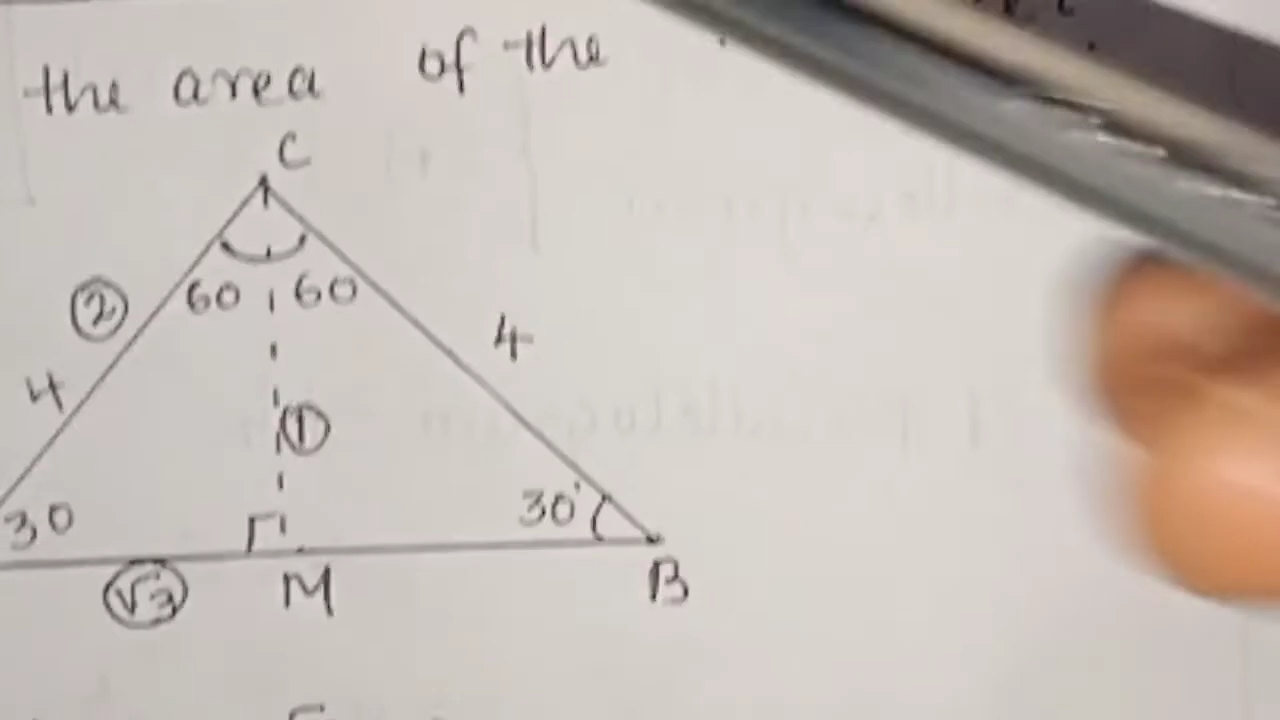 the area of the
C
60 60
②
4
4
①
30
30°
√3
M
B